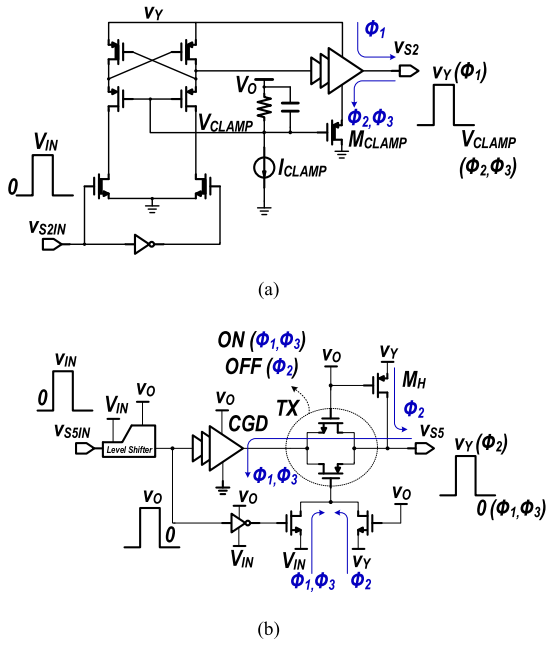 vY
Φ1
vS2
vY (Φ1)
VO
Φ2,Φ3
VCLAMP
MCLAMP
VCLAMP
(Φ2,Φ3)
VIN
0
ICLAMP
vS2IN
(a)
ON (Φ1,Φ3)
OFF (Φ2)
vIN
0
vO
vY
MH
VIN
vO
TX
Φ2
CGD
vO
vS5IN
Level Shifter
vS5
vY (Φ2)
Φ1,Φ3
0 (Φ1,Φ3)
vO
0
vO
vO
VIN
VIN
vY
Φ1,Φ3
Φ2
(b)